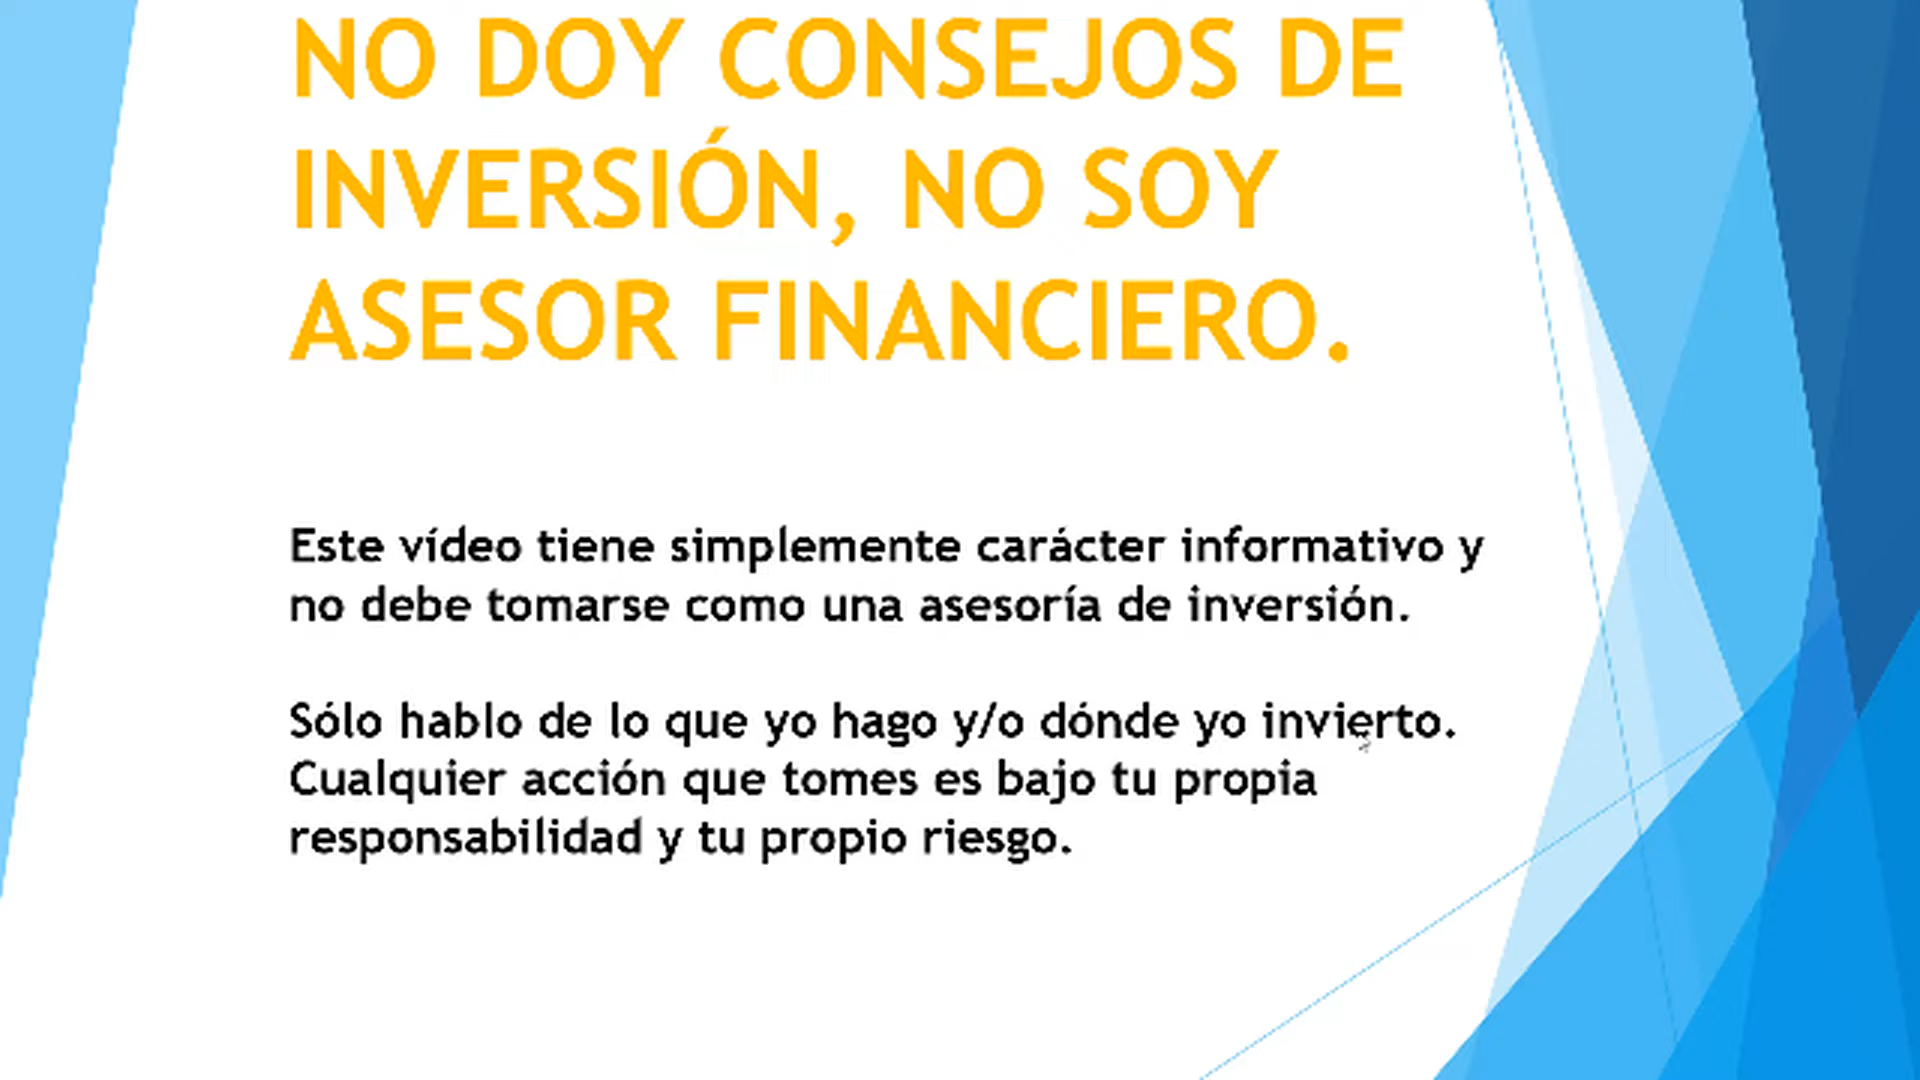 NO DOY CONSEJOS DE
INVERSIÓN, NO SOY
ASESOR FINANCIERO.
Este vídeo tiene simplemente carácter informativo y
no debe tomarse como una asesoría de inversión.
Sólo hablo de lo que yo hago y/o dónde yo invierto.
Cualquier acción que tomes es bajo tu propia
responsabilidad y tu propio riesgo.